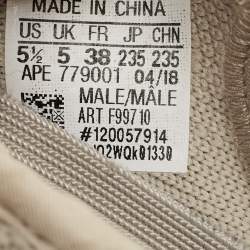 MADE IN CHINA
US UK FR JP CHN
5½ 5 38 235 235
APE 779001 04/18
MALE/MÂLE
ART F99710
#120057914